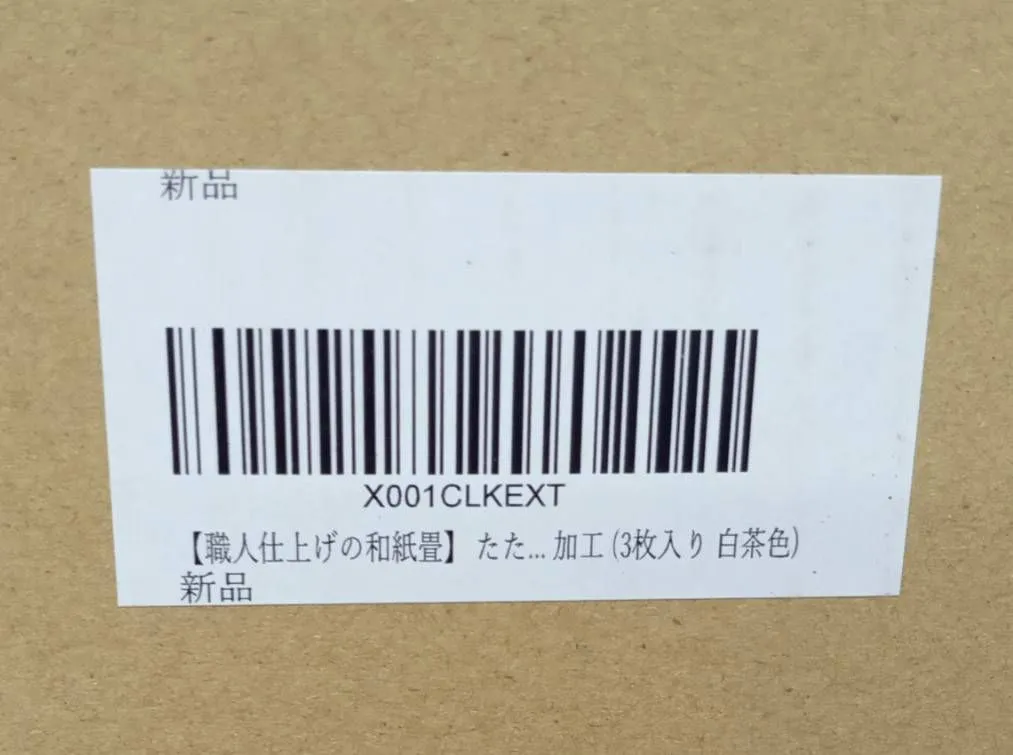 新品
X001CLKEXT
【職人仕上げの和紙畳】 たた... 加工 (3枚入り 白茶色)
新品